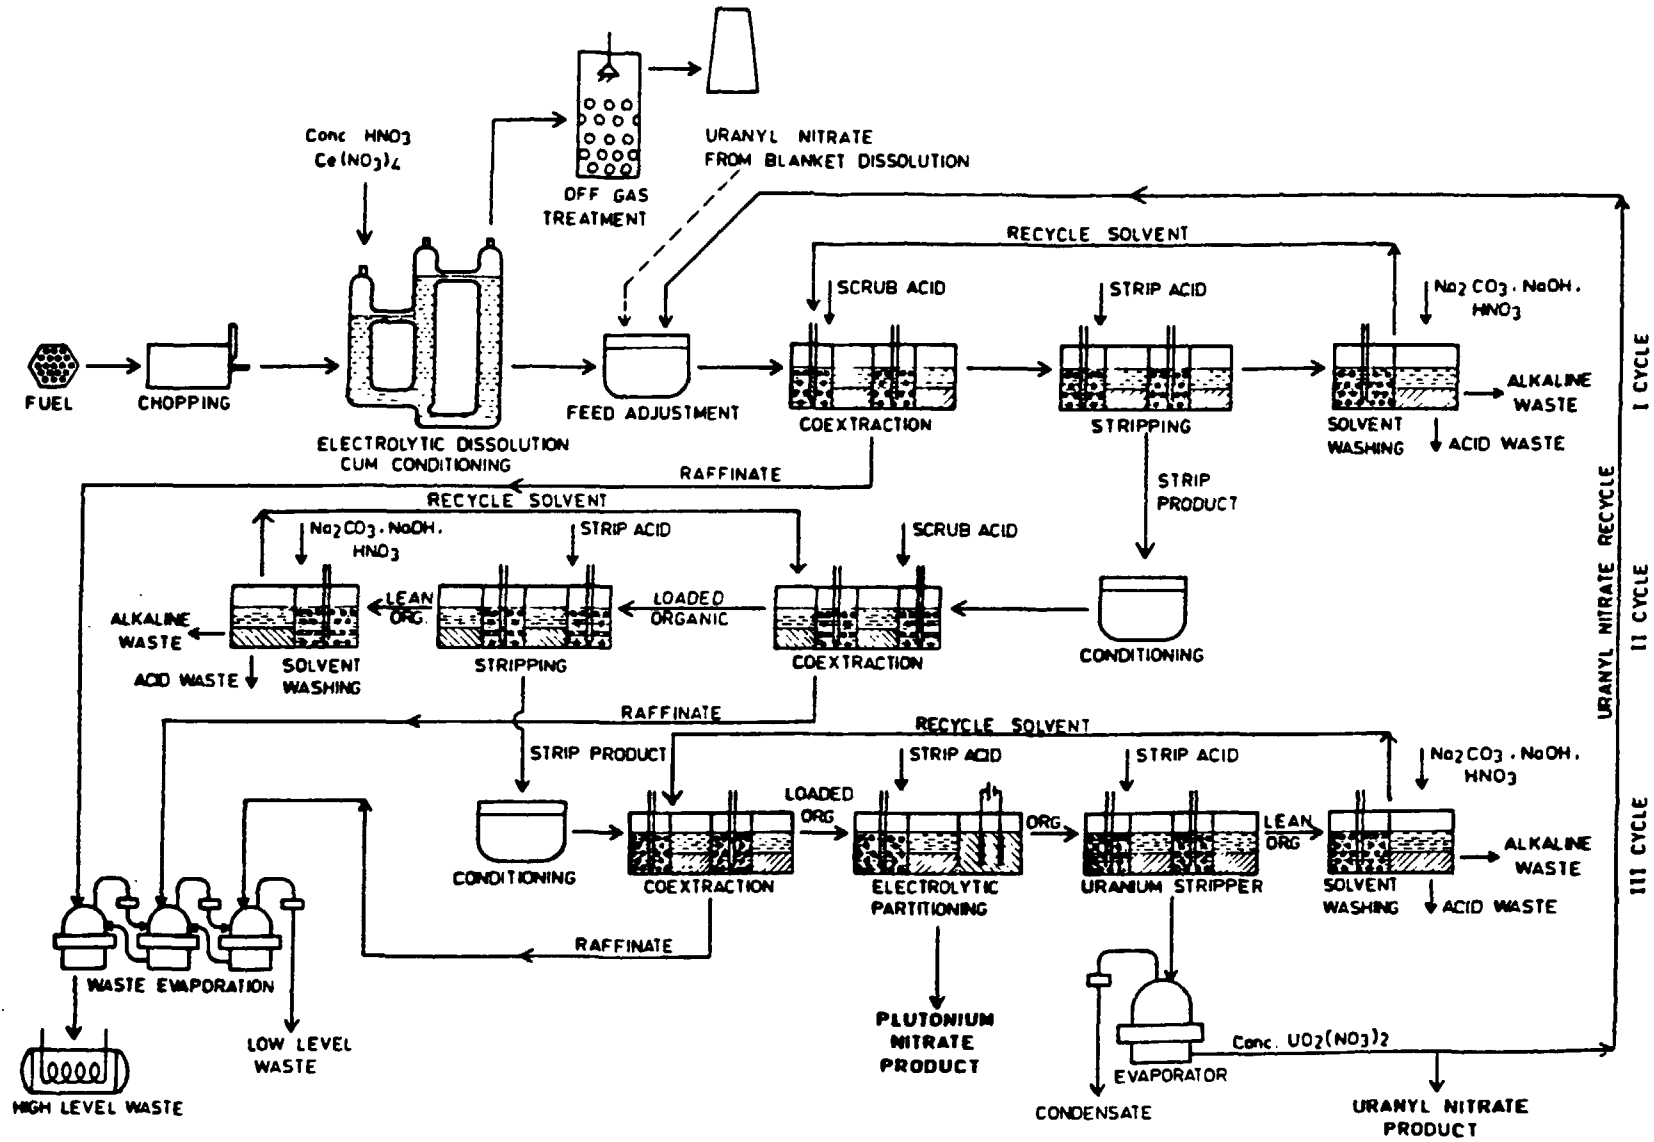 Conc HNO3
Ce(NO3)4
OFF GAS
TREATMENT
URANYL NITRATE
FROM BLANKET DISSOLUTION
RECYCLE SOLVENT
SCRUB ACID
STRIP ACID
Na2CO3, NaOH,
HNO3
FUEL
CHOPPING
ELECTROLYTIC DISSOLUTION
CUM CONDITIONING
FEED ADJUSTMENT
COEXTRACTION
STRIPPING
SOLVENT
WASHING
ALKALINE
WASTE
ACID WASTE
I CYCLE
RAFFINATE
STRIP
PRODUCT
RECYCLE SOLVENT
Na2CO3, NaOH,
HNO3
STRIP ACID
SCRUB ACID
ALKALINE
WASTE
ACID WASTE
SOLVENT
WASHING
LEAN
ORG.
STRIPPING
LOADED
ORGANIC
COEXTRACTION
CONDITIONING
II CYCLE
URANYL NITRATE RECYCLE
RAFFINATE
STRIP PRODUCT
RECYCLE SOLVENT
STRIP ACID
STRIP ACID
Na2CO3, NaOH,
HNO3
CONDITIONING
COEXTRACTION
LOADED
ORG
ELECTROLYTIC
PARTITIONING
ORG
URANIUM STRIPPER
LEAN
ORG
SOLVENT
WASHING
ALKALINE
WASTE
ACID WASTE
III CYCLE
RAFFINATE
WASTE EVAPORATION
HIGH LEVEL WASTE
LOW LEVEL
WASTE
PLUTONIUM
NITRATE
PRODUCT
EVAPORATOR
CONDENSATE
Conc. UO2(NO3)2
URANYL NITRATE
PRODUCT